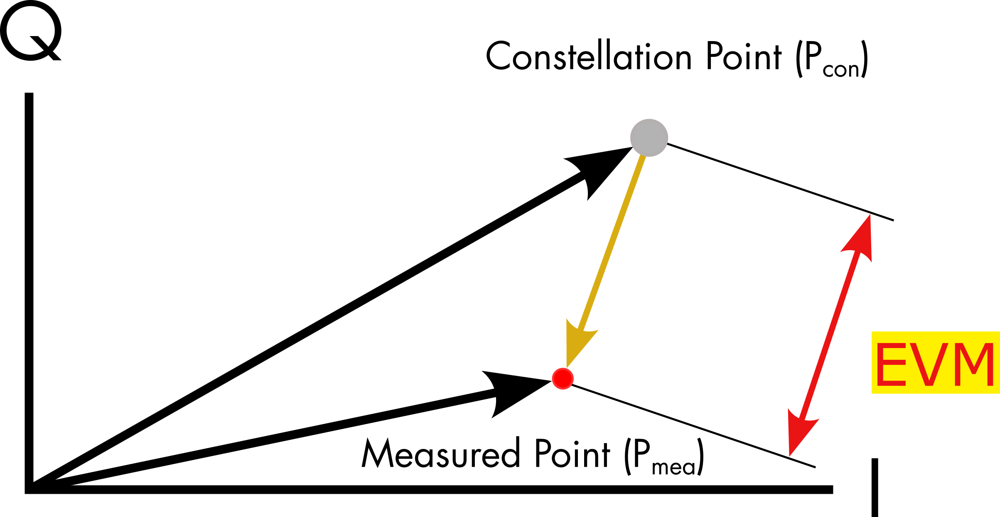 Q
Constellation Point (Pcon)
EVM
Measured Point (Pmea)
I